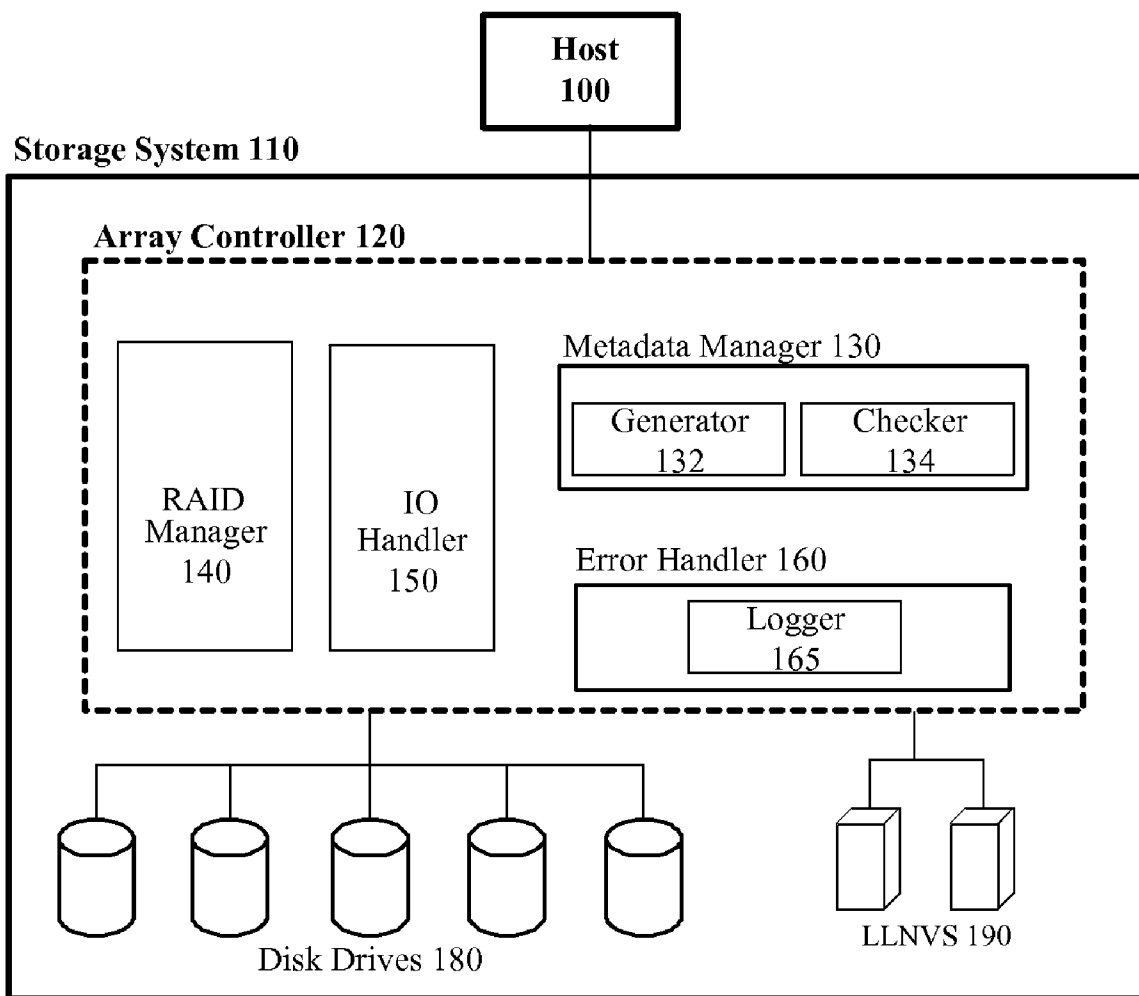 Host
100
Storage System 110
Array Controller 120
RAID
Manager
140
IO
Handler
150
Metadata Manager 130
Generator
132
Checker
134
Error Handler 160
Logger
165
Disk Drives 180
LLNVS 190